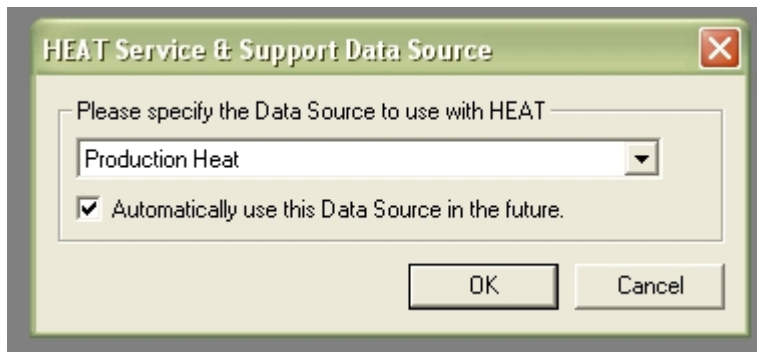 HEAT Service & Support Data Source
Please specify the Data Source to use with HEAT
Production Heat
Automatically use this Data Source in the future.
OK
Cancel